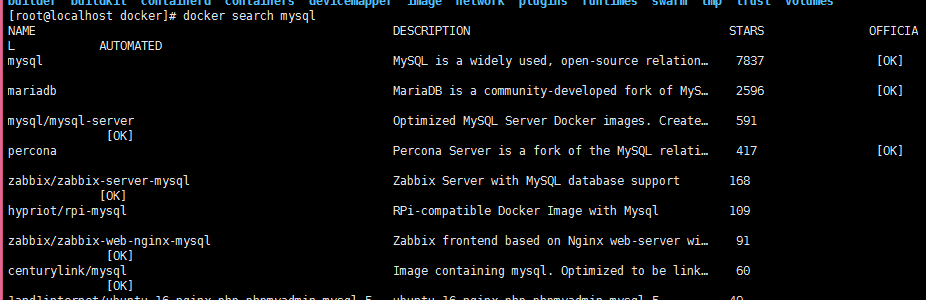 builder buildkit containerd containers devicemapper image network plugins runtimes swarm tmp trust volumes
[root@localhost docker]# docker search mysql
NAME DESCRIPTION STARS OFFICIA
L AUTOMATED
mysql MySQL is a widely used, open-source relation… 7837 [OK]
mariadb MariaDB is a community-developed fork of MyS… 2596 [OK]
mysql/mysql-server Optimized MySQL Server Docker images. Create… 591
[OK]
percona Percona Server is a fork of the MySQL relati… 417 [OK]
zabbix/zabbix-server-mysql Zabbix Server with MySQL database support 168
[OK]
hypriot/rpi-mysql RPi-compatible Docker Image with Mysql 109
zabbix/zabbix-web-nginx-mysql Zabbix frontend based on Nginx web-server wi… 91
[OK]
centurylink/mysql Image containing mysql. Optimized to be link… 60
[OK]